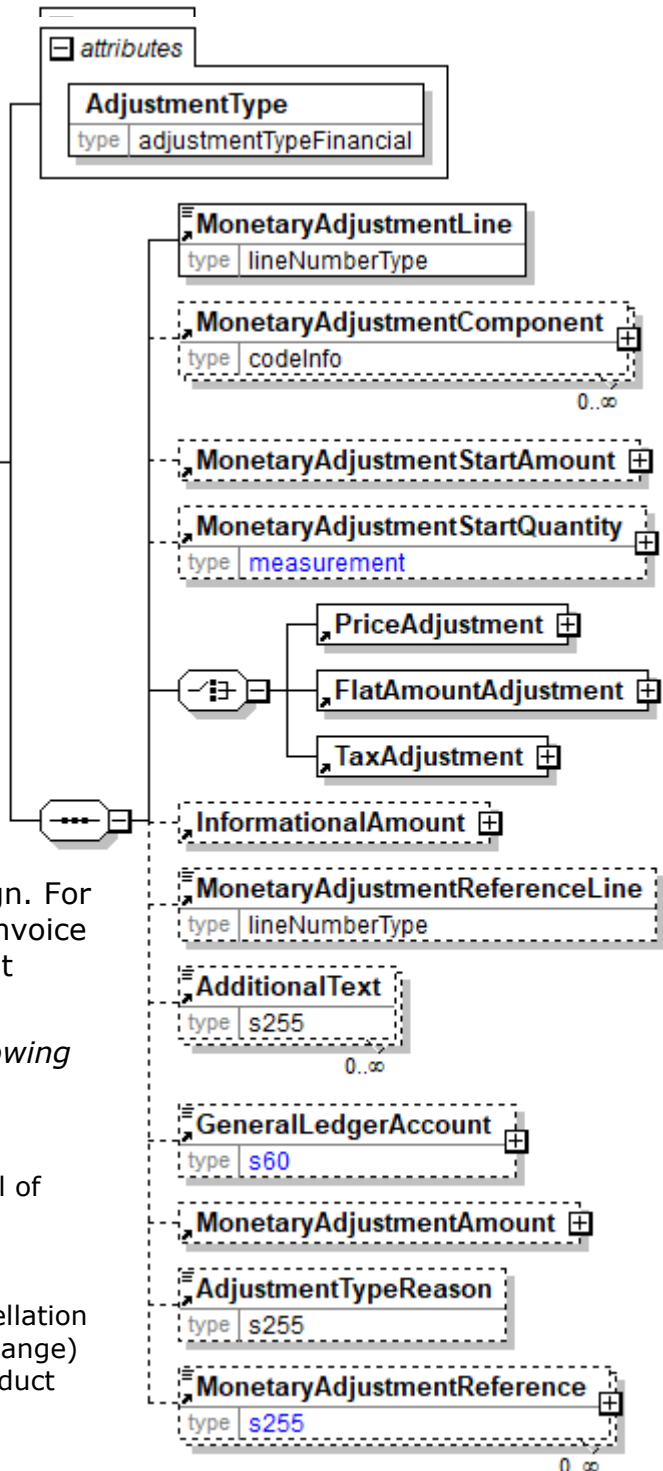 attributes
AdjustmentType
type adjustmentTypeFinancial
MonetaryAdjustmentLine
type lineNumberType
MonetaryAdjustmentComponent
type codeInfo
0..∞
MonetaryAdjustmentStartAmount
MonetaryAdjustmentStartQuantity
type measurement
PriceAdjustment
FlatAmountAdjustment
TaxAdjustment
InformationalAmount
gn. For
MonetaryAdjustmentReferenceLine
nvoice
type lineNumberType
t
AdditionalText
type s255
owing
0..∞
GeneralLedgerAccount
type s60
l of
MonetaryAdjustmentAmount
AdjustmentTypeReason
ellation
type s255
ange)
duct
MonetaryAdjustmentReference
type s255
0..∞